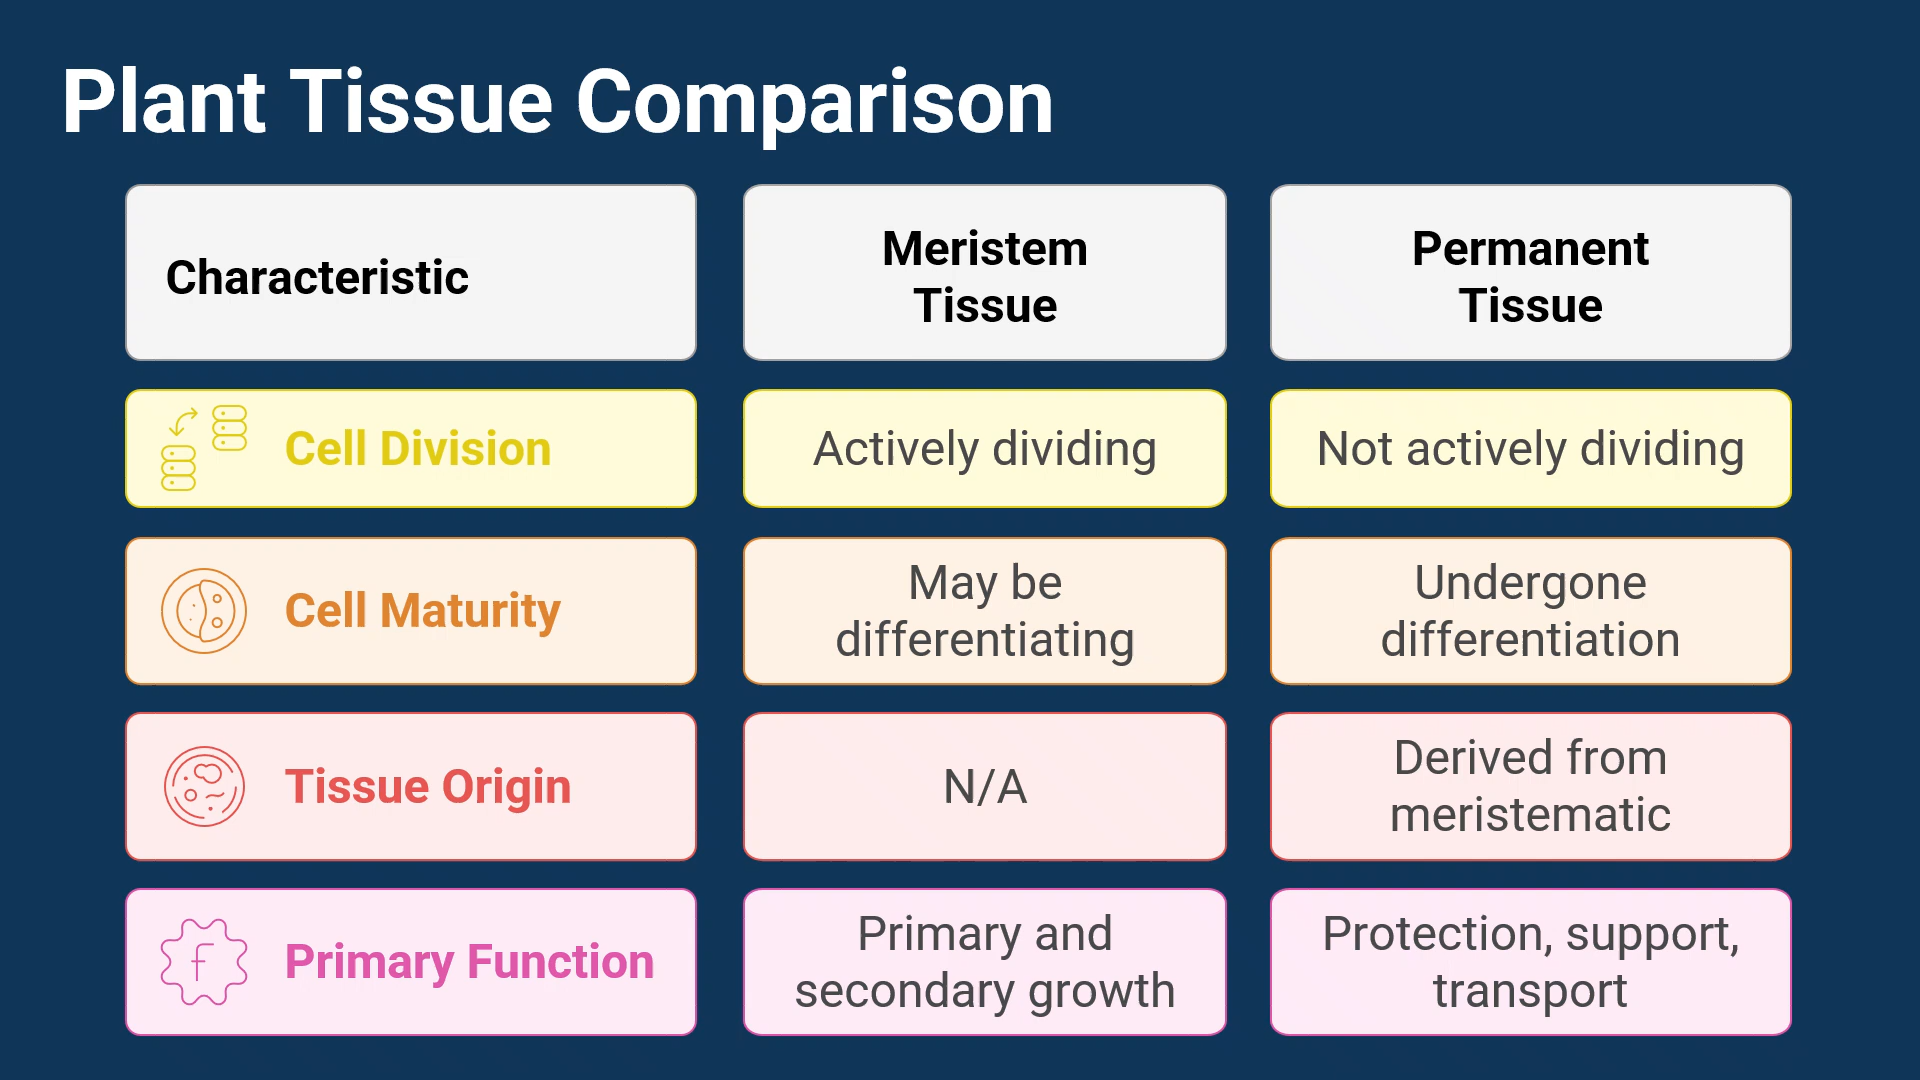 Plant Tissue Comparison
Characteristic
Meristem
Tissue
Permanent
Tissue
Cell Division
Actively dividing
Not actively dividing
Cell Maturity
May be
differentiating
Undergone
differentiation
Tissue Origin
N/A
Derived from
meristematic
f
Primary Function
Primary and
secondary growth
Protection, support,
transport